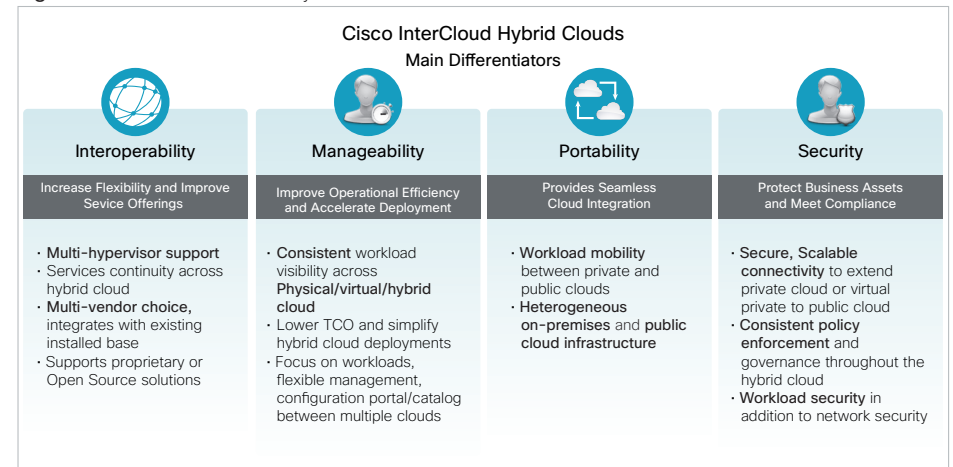 Cisco InterCloud Hybrid Clouds
Main Differentiators
Interoperability
Increase Flexibility and Improve
Sevice Offerings
· Multi-hypervisor support
· Services continuity across
hybrid cloud
· Multi-vendor choice,
integrates with existing
installed base
· Supports proprietary or
Open Source solutions
Manageability
Improve Operational Efficiency
and Accelerate Deployment
· Consistent workload
visibility across
Physical/virtual/hybrid
cloud
· Lower TCO and simplify
hybrid cloud deployments
· Focus on workloads,
flexible management,
configuration portal/catalog
between multiple clouds
Portability
Provides Seamless
Cloud Integration
· Workload mobility
between private and
public clouds
· Heterogeneous
on-premises and public
cloud infrastructure
Security
Protect Business Assets
and Meet Compliance
· Secure, Scalable
connectivity to extend
private cloud or virtual
private to public cloud
· Consistent policy
enforcement and
governance throughout the
hybrid cloud
· Workload security in
addition to network security